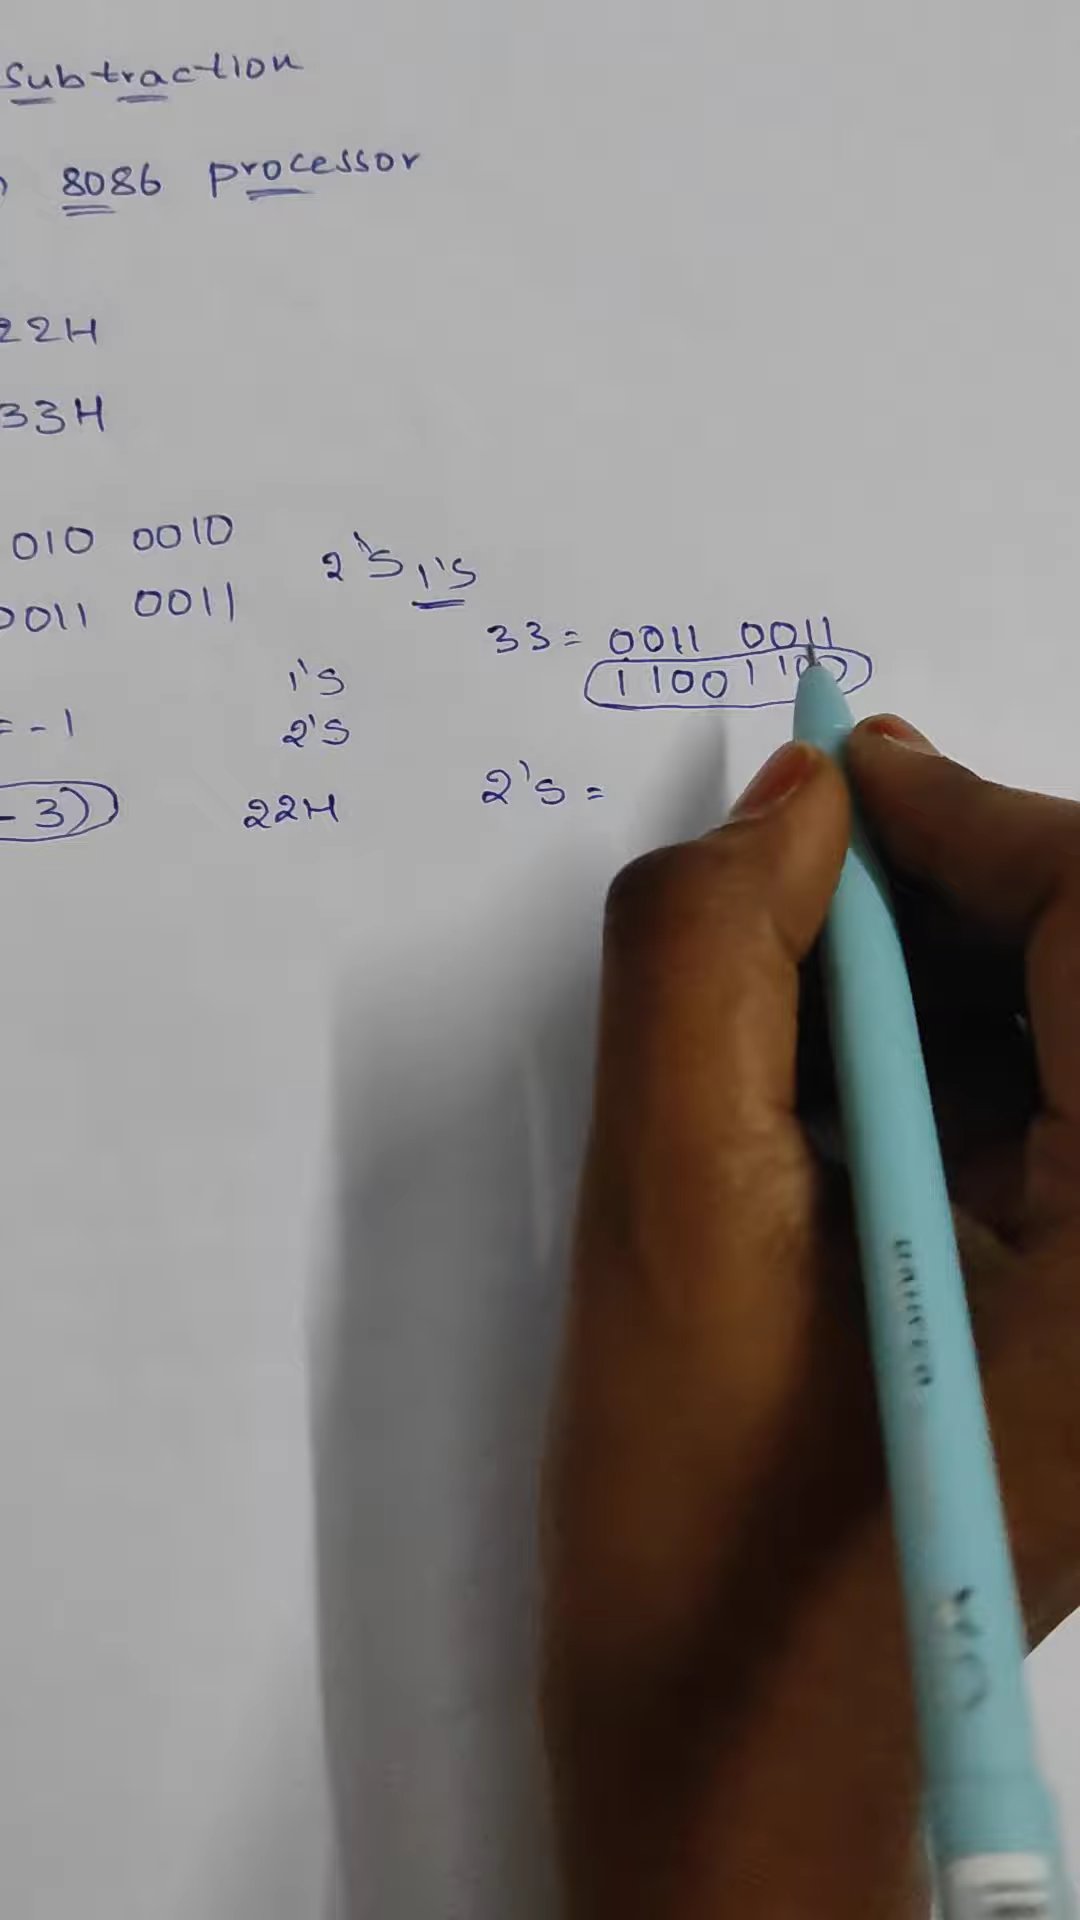 Subtraction
) 8086 processor
22H
33H
010 0010
0011 0011
2's 1's
33 = 0011 0011
1100 1100
1's
= -1
2's
- 3)
22H
2's =